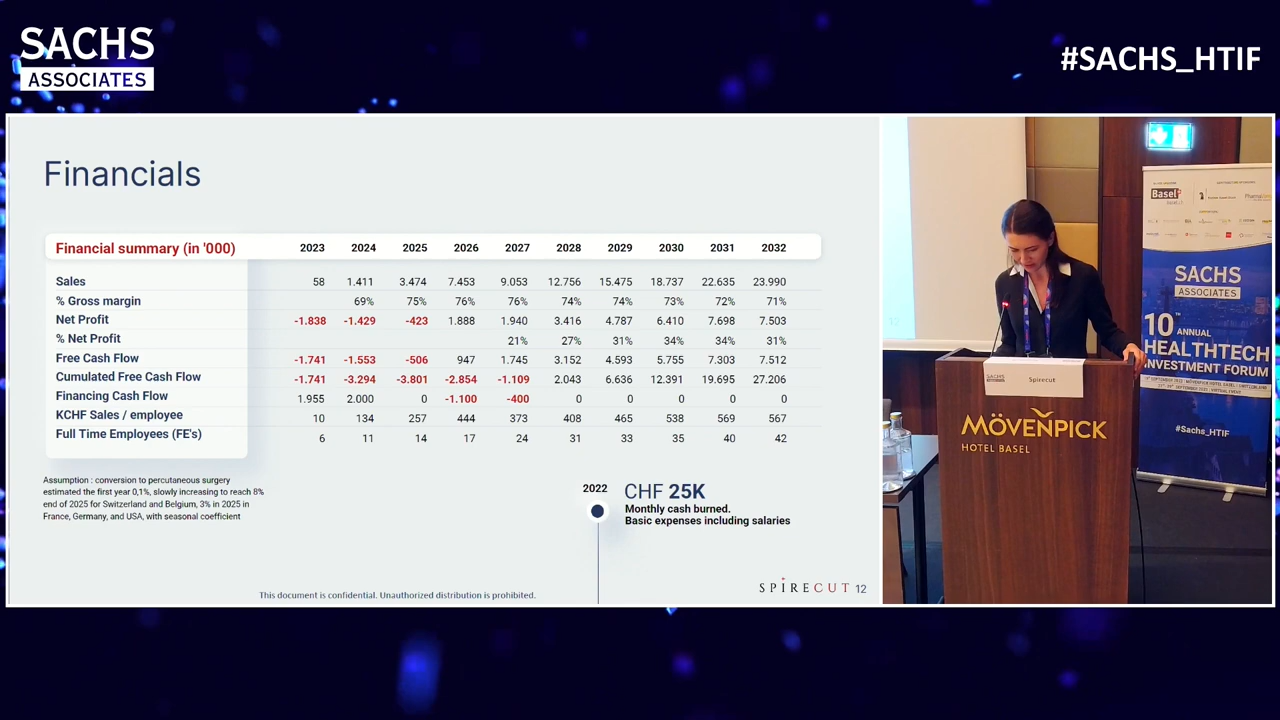 SACHS
ASSOCIATES
#SACHS_HTIF
Financials
Financial summary (in '000) 2023 2024 2025 2026 2027 2028 2029 2030 2031 2032
Sales 58 1.411 3.474 7.453 9.053 12.756 15.475 18.737 22.635 23.990
% Gross margin 69% 75% 76% 76% 74% 74% 73% 72% 71%
Net Profit -1.838 -1.429 -423 1.888 1.940 3.416 4.787 6.410 7.698 7.503
% Net Profit 21% 27% 31% 34% 34% 31%
Free Cash Flow -1.741 -1.553 -506 947 1.745 3.152 4.593 5.755 7.303 7.512
Cumulated Free Cash Flow -1.741 -3.294 -3.801 -2.854 -1.109 2.043 6.636 12.391 19.695 27.206
Financing Cash Flow 1.955 2.000 0 -1.100 -400 0 0 0 0 0
KCHF Sales / employee 10 134 257 444 373 408 465 538 569 567
Full Time Employees (FE's) 6 11 14 17 24 31 33 35 40 42
Assumption : conversion to percutaneous surgery
estimated the first year 0,1%, slowly increasing to reach 8%
end of 2025 for Switzerland and Belgium, 3% in 2025 in
France, Germany, and USA, with seasonal coefficient
2022
CHF 25K
Monthly cash burned.
Basic expenses including salaries
This document is confidential. Unauthorized distribution is prohibited.
SPIRECUT 12
Spirecut
MÖVENPICK
HOTEL BASEL
Basel
SACHS
ASSOCIATES
10TH ANNUAL
HEALTHTECH
INVESTMENT FORUM
#Sachs_HTIF